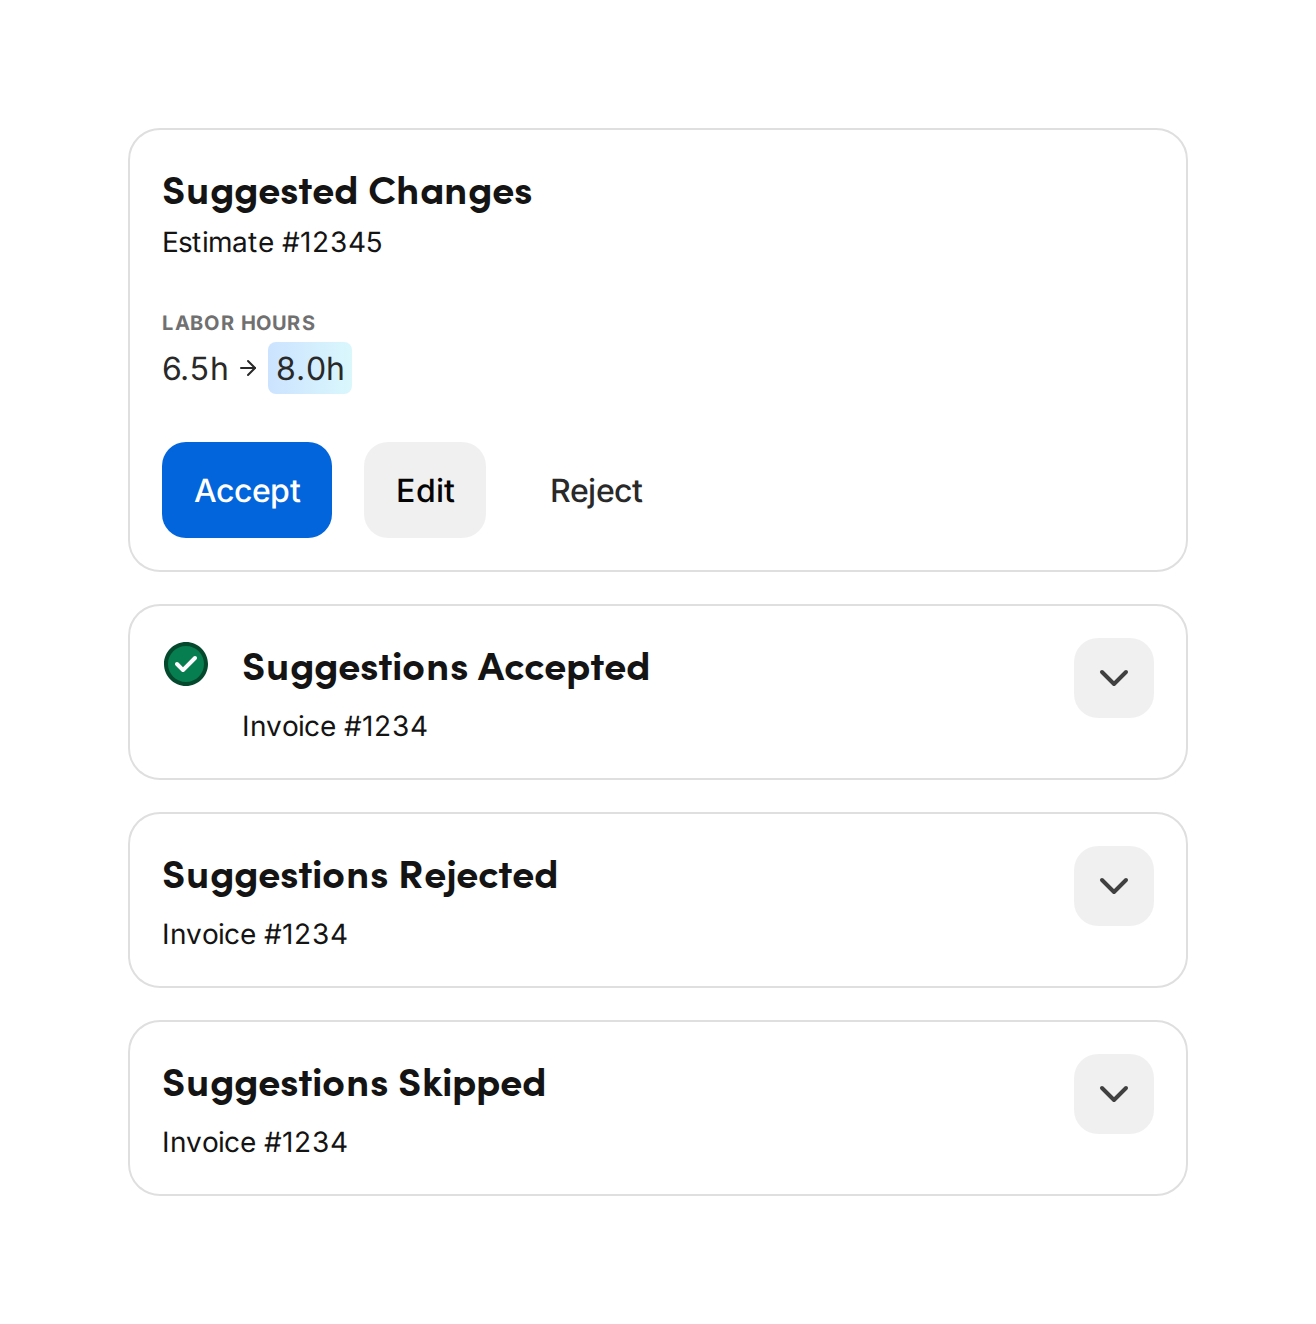 Suggested Changes
Estimate #12345
LABOR HOURS
6.5h → 8.0h
Accept Edit Reject
Suggestions Accepted
Invoice #1234
Suggestions Rejected
Invoice #1234
Suggestions Skipped
Invoice #1234